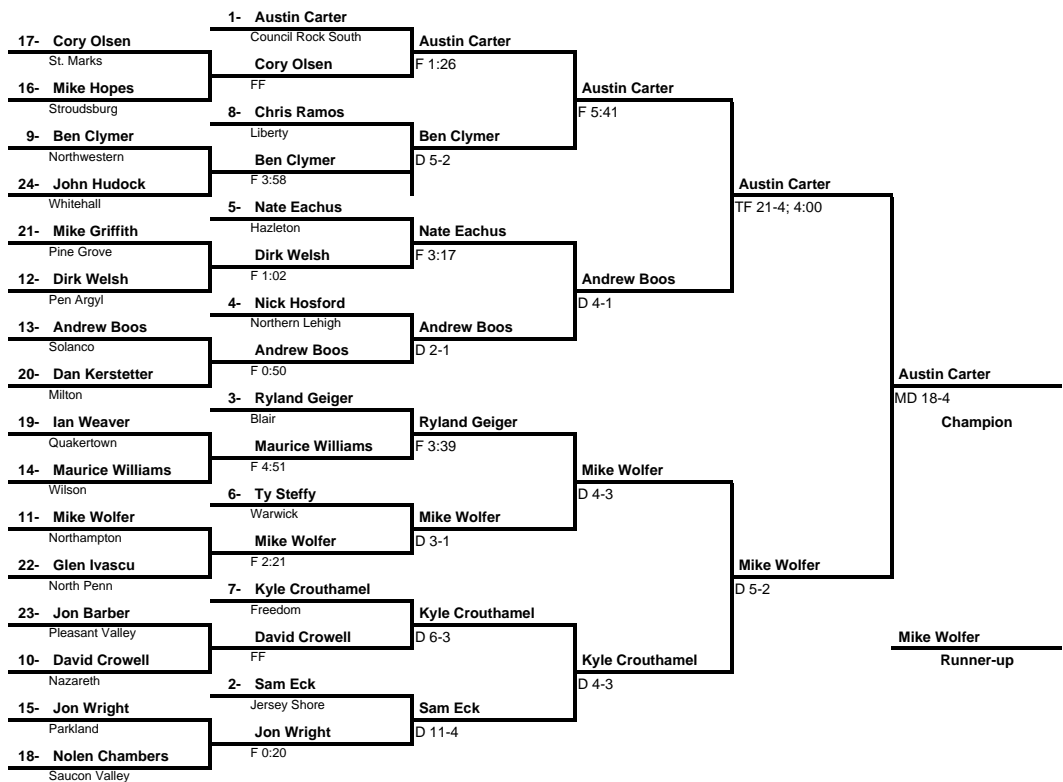 1- Austin Carter
Council Rock South
17- Cory Olsen
St. Marks
Cory Olsen
FF
16- Mike Hopes
Stroudsburg
8- Chris Ramos
Liberty
9- Ben Clymer
Northwestern
Ben Clymer
F 3:58
24- John Hudock
Whitehall
5- Nate Eachus
Hazleton
21- Mike Griffith
Pine Grove
Dirk Welsh
F 1:02
12- Dirk Welsh
Pen Argyl
4- Nick Hosford
Northern Lehigh
13- Andrew Boos
Solanco
Andrew Boos
F 0:50
20- Dan Kerstetter
Milton
3- Ryland Geiger
Blair
19- Ian Weaver
Quakertown
Maurice Williams
F 4:51
14- Maurice Williams
Wilson
6- Ty Steffy
Warwick
11- Mike Wolfer
Northampton
Mike Wolfer
F 2:21
22- Glen Ivascu
North Penn
7- Kyle Crouthamel
Freedom
23- Jon Barber
Pleasant Valley
David Crowell
FF
10- David Crowell
Nazareth
2- Sam Eck
Jersey Shore
15- Jon Wright
Parkland
Jon Wright
F 0:20
18- Nolen Chambers
Saucon Valley
Austin Carter
F 1:26
Ben Clymer
D 5-2
Nate Eachus
F 3:17
Andrew Boos
D 2-1
Ryland Geiger
F 3:39
Mike Wolfer
D 3-1
Kyle Crouthamel
D 6-3
Sam Eck
D 11-4
Austin Carter
F 5:41
Andrew Boos
D 4-1
Mike Wolfer
D 4-3
Kyle Crouthamel
D 4-3
Austin Carter
TF 21-4; 4:00
Mike Wolfer
D 5-2
Austin Carter
MD 18-4
Champion
Mike Wolfer
Runner-up